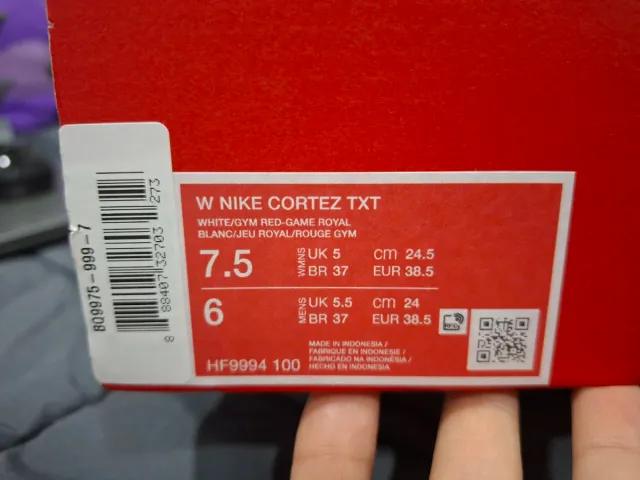 W NIKE CORTEZ TXT
WHITE/GYM RED-GAME ROYAL
BLANC/JEU ROYAL/ROUGE GYM
7.5 WMNS UK 5 cm 24.5
BR 37 EUR 38.5
6 MENS UK 5.5 cm 24
BR 37 EUR 38.5
MADE IN INDONESIA/
FABRIQUÉ EN INDONESIE/
FABRICADO NA INDONÉSIA/
HECHO EN INDONESIA
HF9994 100
8Q9975-999-7
8 88407 32703 273